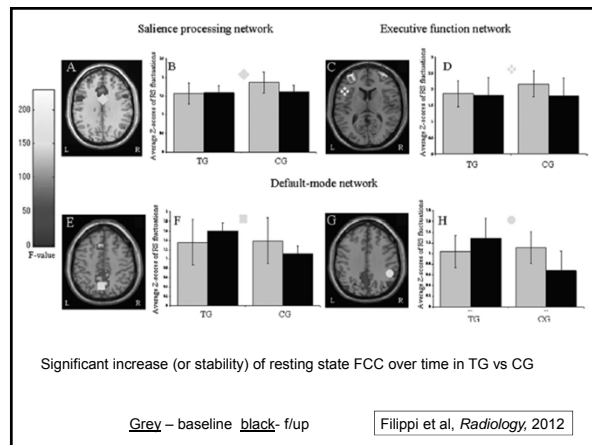 Salience processing network
Executive function network
A
B
C
D
200
150
100
50
0
F-value
L
R
L
R
Average Z-scores of RS fluctuations
TG
CG
Average Z-scores of RS fluctuations
TG
CG
Default-mode network
E
F
G
H
L
R
L
R
Average Z-scores of RS fluctuations
TG
CG
Average Z-scores of RS fluctuations
TG
CG
Significant increase (or stability) of resting state FCC over time in TG vs CG
Grey – baseline black- f/up
Filippi et al, Radiology, 2012